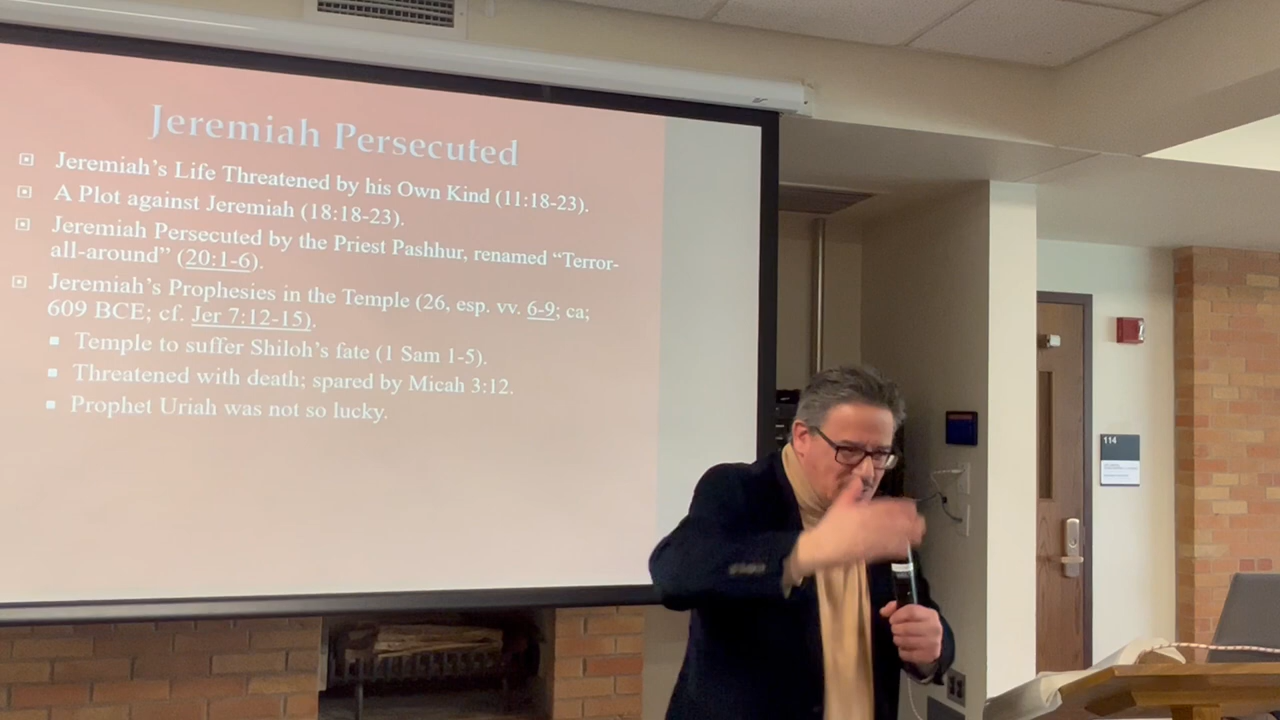 Jeremiah Persecuted
Jeremiah's Life Threatened by his Own Kind (11:18-23).
A Plot against Jeremiah (18:18-23).
Jeremiah Persecuted by the Priest Pashhur, renamed “Terror-
all-around” (20:1-6).
Jeremiah's Prophesies in the Temple (26, esp. vv. 6-9; ca;
609 BCE; cf. Jer 7:12-15).
Temple to suffer Shiloh's fate (1 Sam 1-5).
Threatened with death; spared by Micah 3:12.
Prophet Uriah was not so lucky.
114